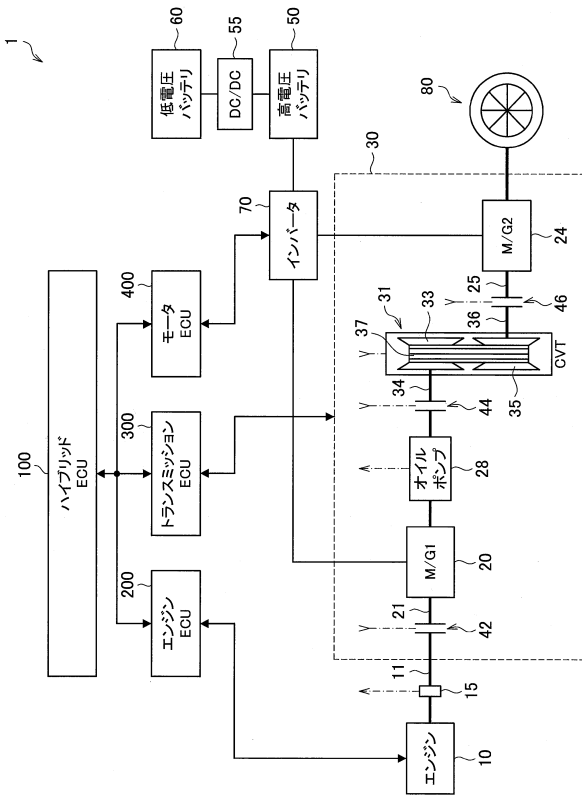 1
100
ハイブリッド
ECU
200
エンジン
ECU
300
トランスミッション
ECU
400
モータ
ECU
60
低電圧
バッテリ
55
DC/DC
50
高電圧
バッテリ
70
インバータ
30
10
エンジン
15
11
42
21
20
M/G1
28
オイル
ポンプ
44
34
31
37
33
35
CVT
36
25
46
24
M/G2
80